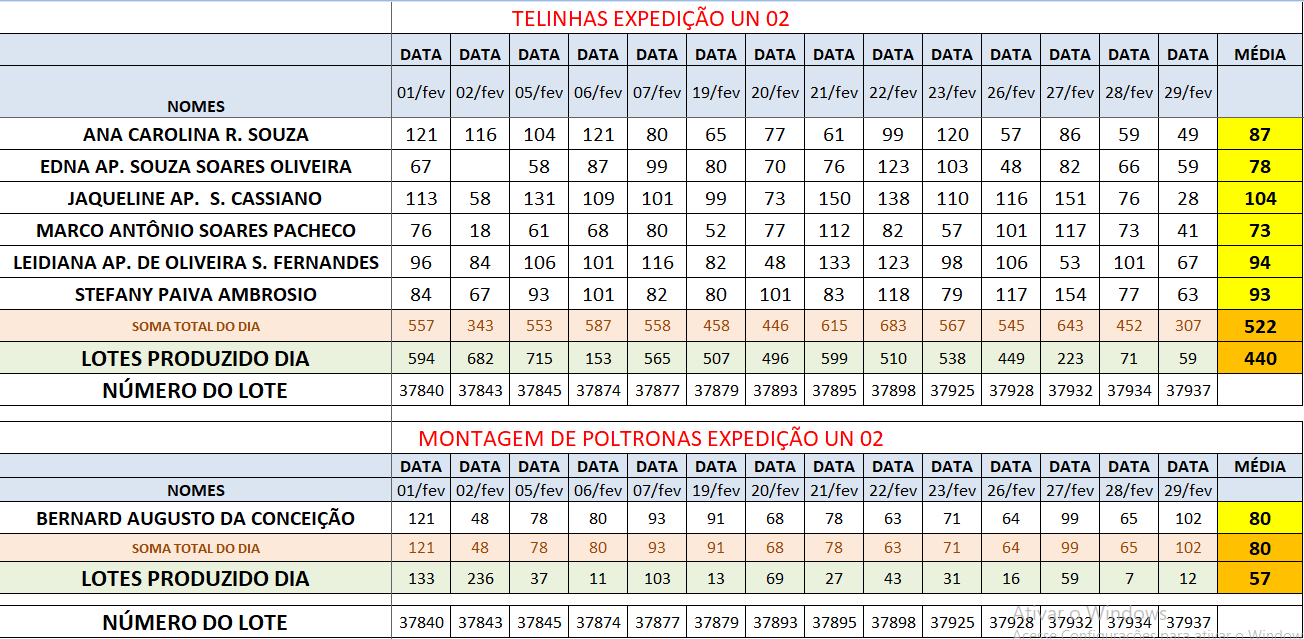 TELINHAS EXPEDIÇÃO UN 02
DATA DATA DATA DATA DATA DATA DATA DATA DATA DATA DATA DATA DATA DATA MÉDIA
NOMES 01/fev 02/fev 05/fev 06/fev 07/fev 19/fev 20/fev 21/fev 22/fev 23/fev 26/fev 27/fev 28/fev 29/fev
ANA CAROLINA R. SOUZA 121 116 104 121 80 65 77 61 99 120 57 86 59 49 87
EDNA AP. SOUZA SOARES OLIVEIRA 67 58 87 99 80 70 76 123 103 48 82 66 59 78
JAQUELINE AP. S. CASSIANO 113 58 131 109 101 99 73 150 138 110 116 151 76 28 104
MARCO ANTÔNIO SOARES PACHECO 76 18 61 68 80 52 77 112 82 57 101 117 73 41 73
LEIDIANA AP. DE OLIVEIRA S. FERNANDES 96 84 106 101 116 82 48 133 123 98 106 53 101 67 94
STEFANY PAIVA AMBROSIO 84 67 93 101 82 80 101 83 118 79 117 154 77 63 93
SOMA TOTAL DO DIA 557 343 553 587 558 458 446 615 683 567 545 643 452 307 522
LOTES PRODUZIDO DIA 594 682 715 153 565 507 496 599 510 538 449 223 71 59 440
NÚMERO DO LOTE 37840 37843 37845 37874 37877 37879 37893 37895 37898 37925 37928 37932 37934 37937
MONTAGEM DE POLTRONAS EXPEDIÇÃO UN 02
DATA DATA DATA DATA DATA DATA DATA DATA DATA DATA DATA DATA DATA DATA MÉDIA
NOMES 01/fev 02/fev 05/fev 06/fev 07/fev 19/fev 20/fev 21/fev 22/fev 23/fev 26/fev 27/fev 28/fev 29/fev
BERNARD AUGUSTO DA CONCEIÇÃO 121 48 78 80 93 91 68 78 63 71 64 99 65 102 80
SOMA TOTAL DO DIA 121 48 78 80 93 91 68 78 63 71 64 99 65 102 80
LOTES PRODUZIDO DIA 133 236 37 11 103 13 69 27 43 31 16 59 7 12 57
Ativar o Windows
NÚMERO DO LOTE 37840 37843 37845 37874 37877 37879 37893 37895 37898 37925 37928 37932 37934 37937
Acesse Configurações para ativar o Windows